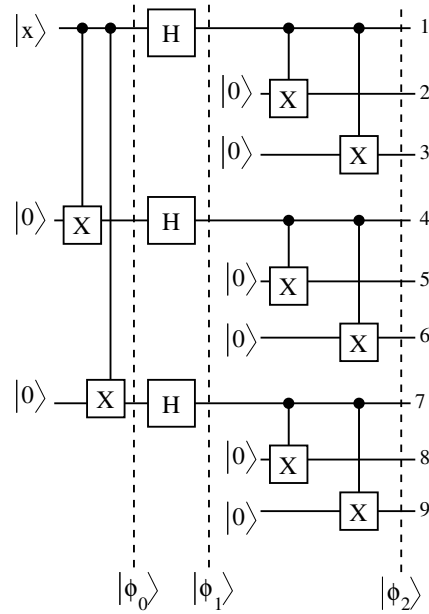 |x⟩ H 1
|0⟩ X 2
|0⟩ X 3
|0⟩ X H 4
|0⟩ X 5
|0⟩ X 6
|0⟩ X H 7
|0⟩ X 8
|0⟩ X 9
|ϕ₀⟩ |ϕ₁⟩ |ϕ₂⟩